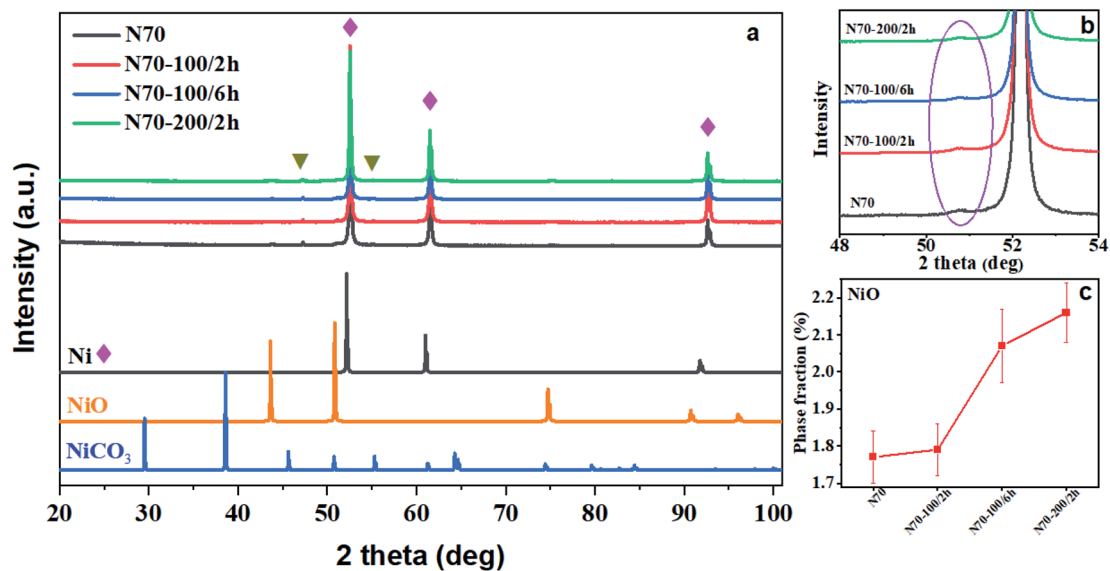 a
N70
N70-100/2h
N70-100/6h
N70-200/2h
Ni
NiO
NiCO₃
Intensity (a.u.)
20 30 40 50 60 70 80 90 100
2 theta (deg)
b
N70-200/2h
N70-100/6h
N70-100/2h
N70
Intensity
48 50 52 54
2 theta (deg)
c
NiO
Phase fraction (%)
2.2
2.1
2.0
1.9
1.8
1.7
N70
N70-100/2h
N70-100/6h
N70-200/2h